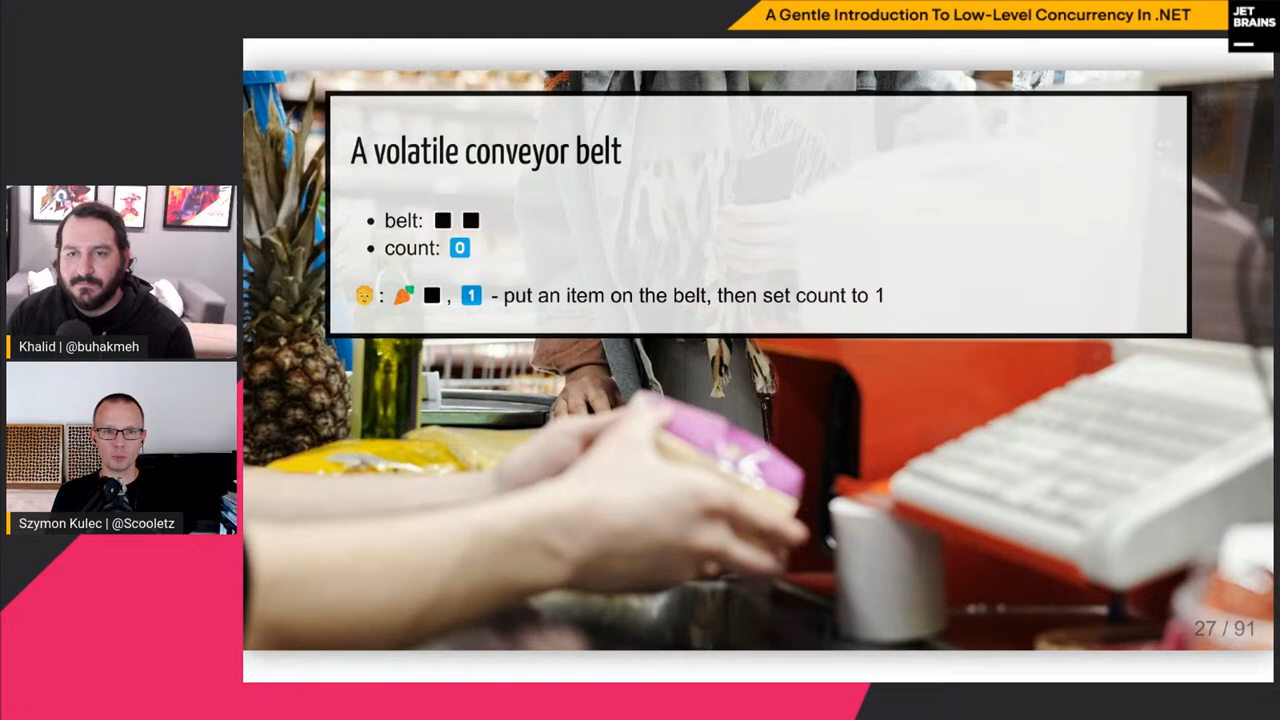 A Gentle Introduction To Low-Level Concurrency In .NET
JET
BRAINS
A volatile conveyor belt
• belt: ⬛ ⬛
• count: 0️⃣
👵: 🥕 ⬛ , 1️⃣ - put an item on the belt, then set count to 1
Khalid | @buhakmeh
Szymon Kulec | @Scooletz
27 / 91